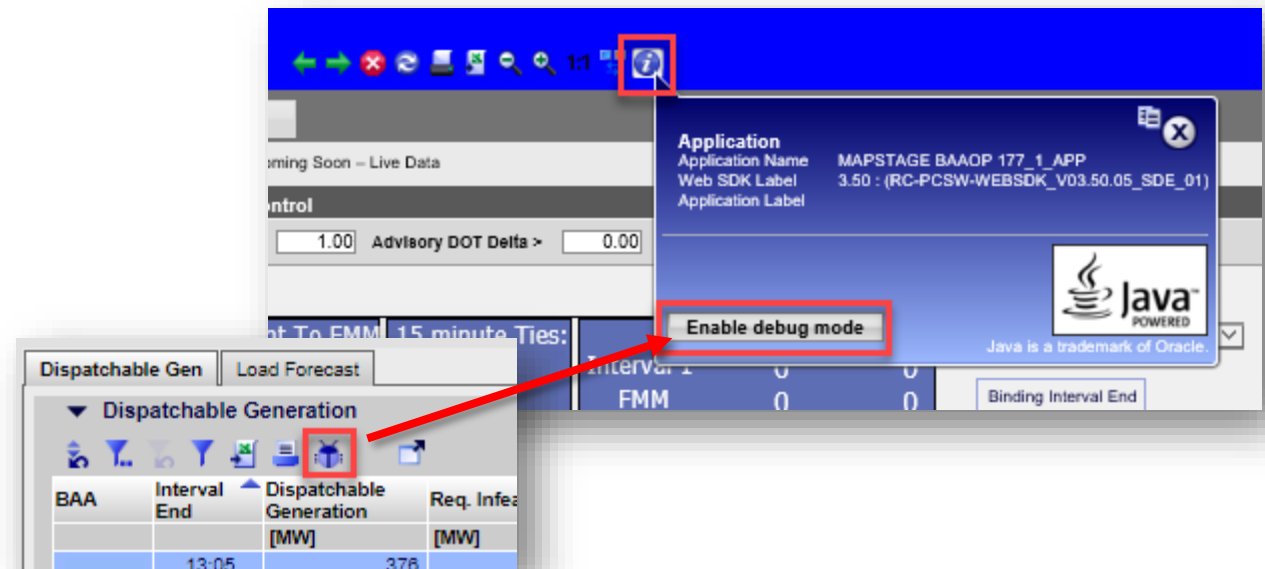 1:1
Application
Application Name MAPSTAGE BAAOP 177_1_APP
Web SDK Label 3.50 : (RC-PCSW-WEBSDK_V03.50.05_SDE_01)
Application Label
oming Soon – Live Data
ontrol
1.00 Advisory DOT Delta > 0.00
Java
POWERED
Enable debug mode
Java is a trademark of Oracle.
nt To FMM 15 minute Ties:
Interval 1 0 0
FMM 0 0
Binding Interval End
Dispatchable Gen Load Forecast
Dispatchable Generation
BAA Interval End Dispatchable Generation Req. Infea
[MW] [MW]
13:05 376